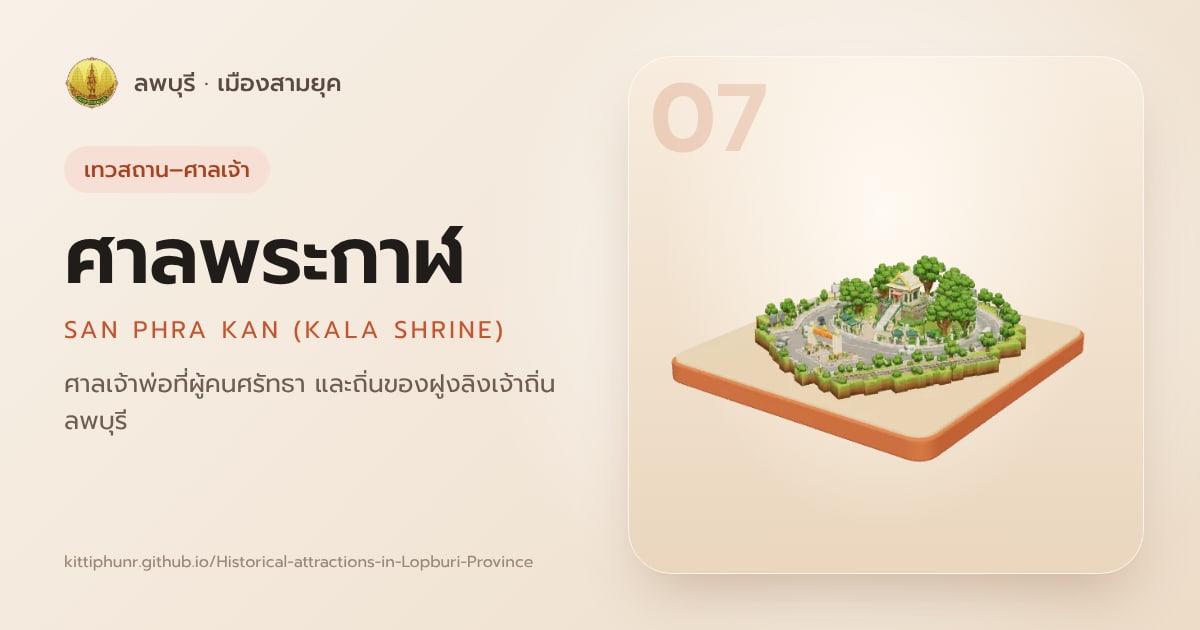 ลพบุรี · เมืองสามยุค
เทวสถาน–ศาลเจ้า
ศาลพระกาฬ
SAN PHRA KAN (KALA SHRINE)
ศาลเจ้าพ่อที่ผู้คนศรัทธา และถิ่นของฝูงลิงเจ้าถิ่น
ลพบุรี
kittiphunr.github.io/Historical-attractions-in-Lopburi-Province
07